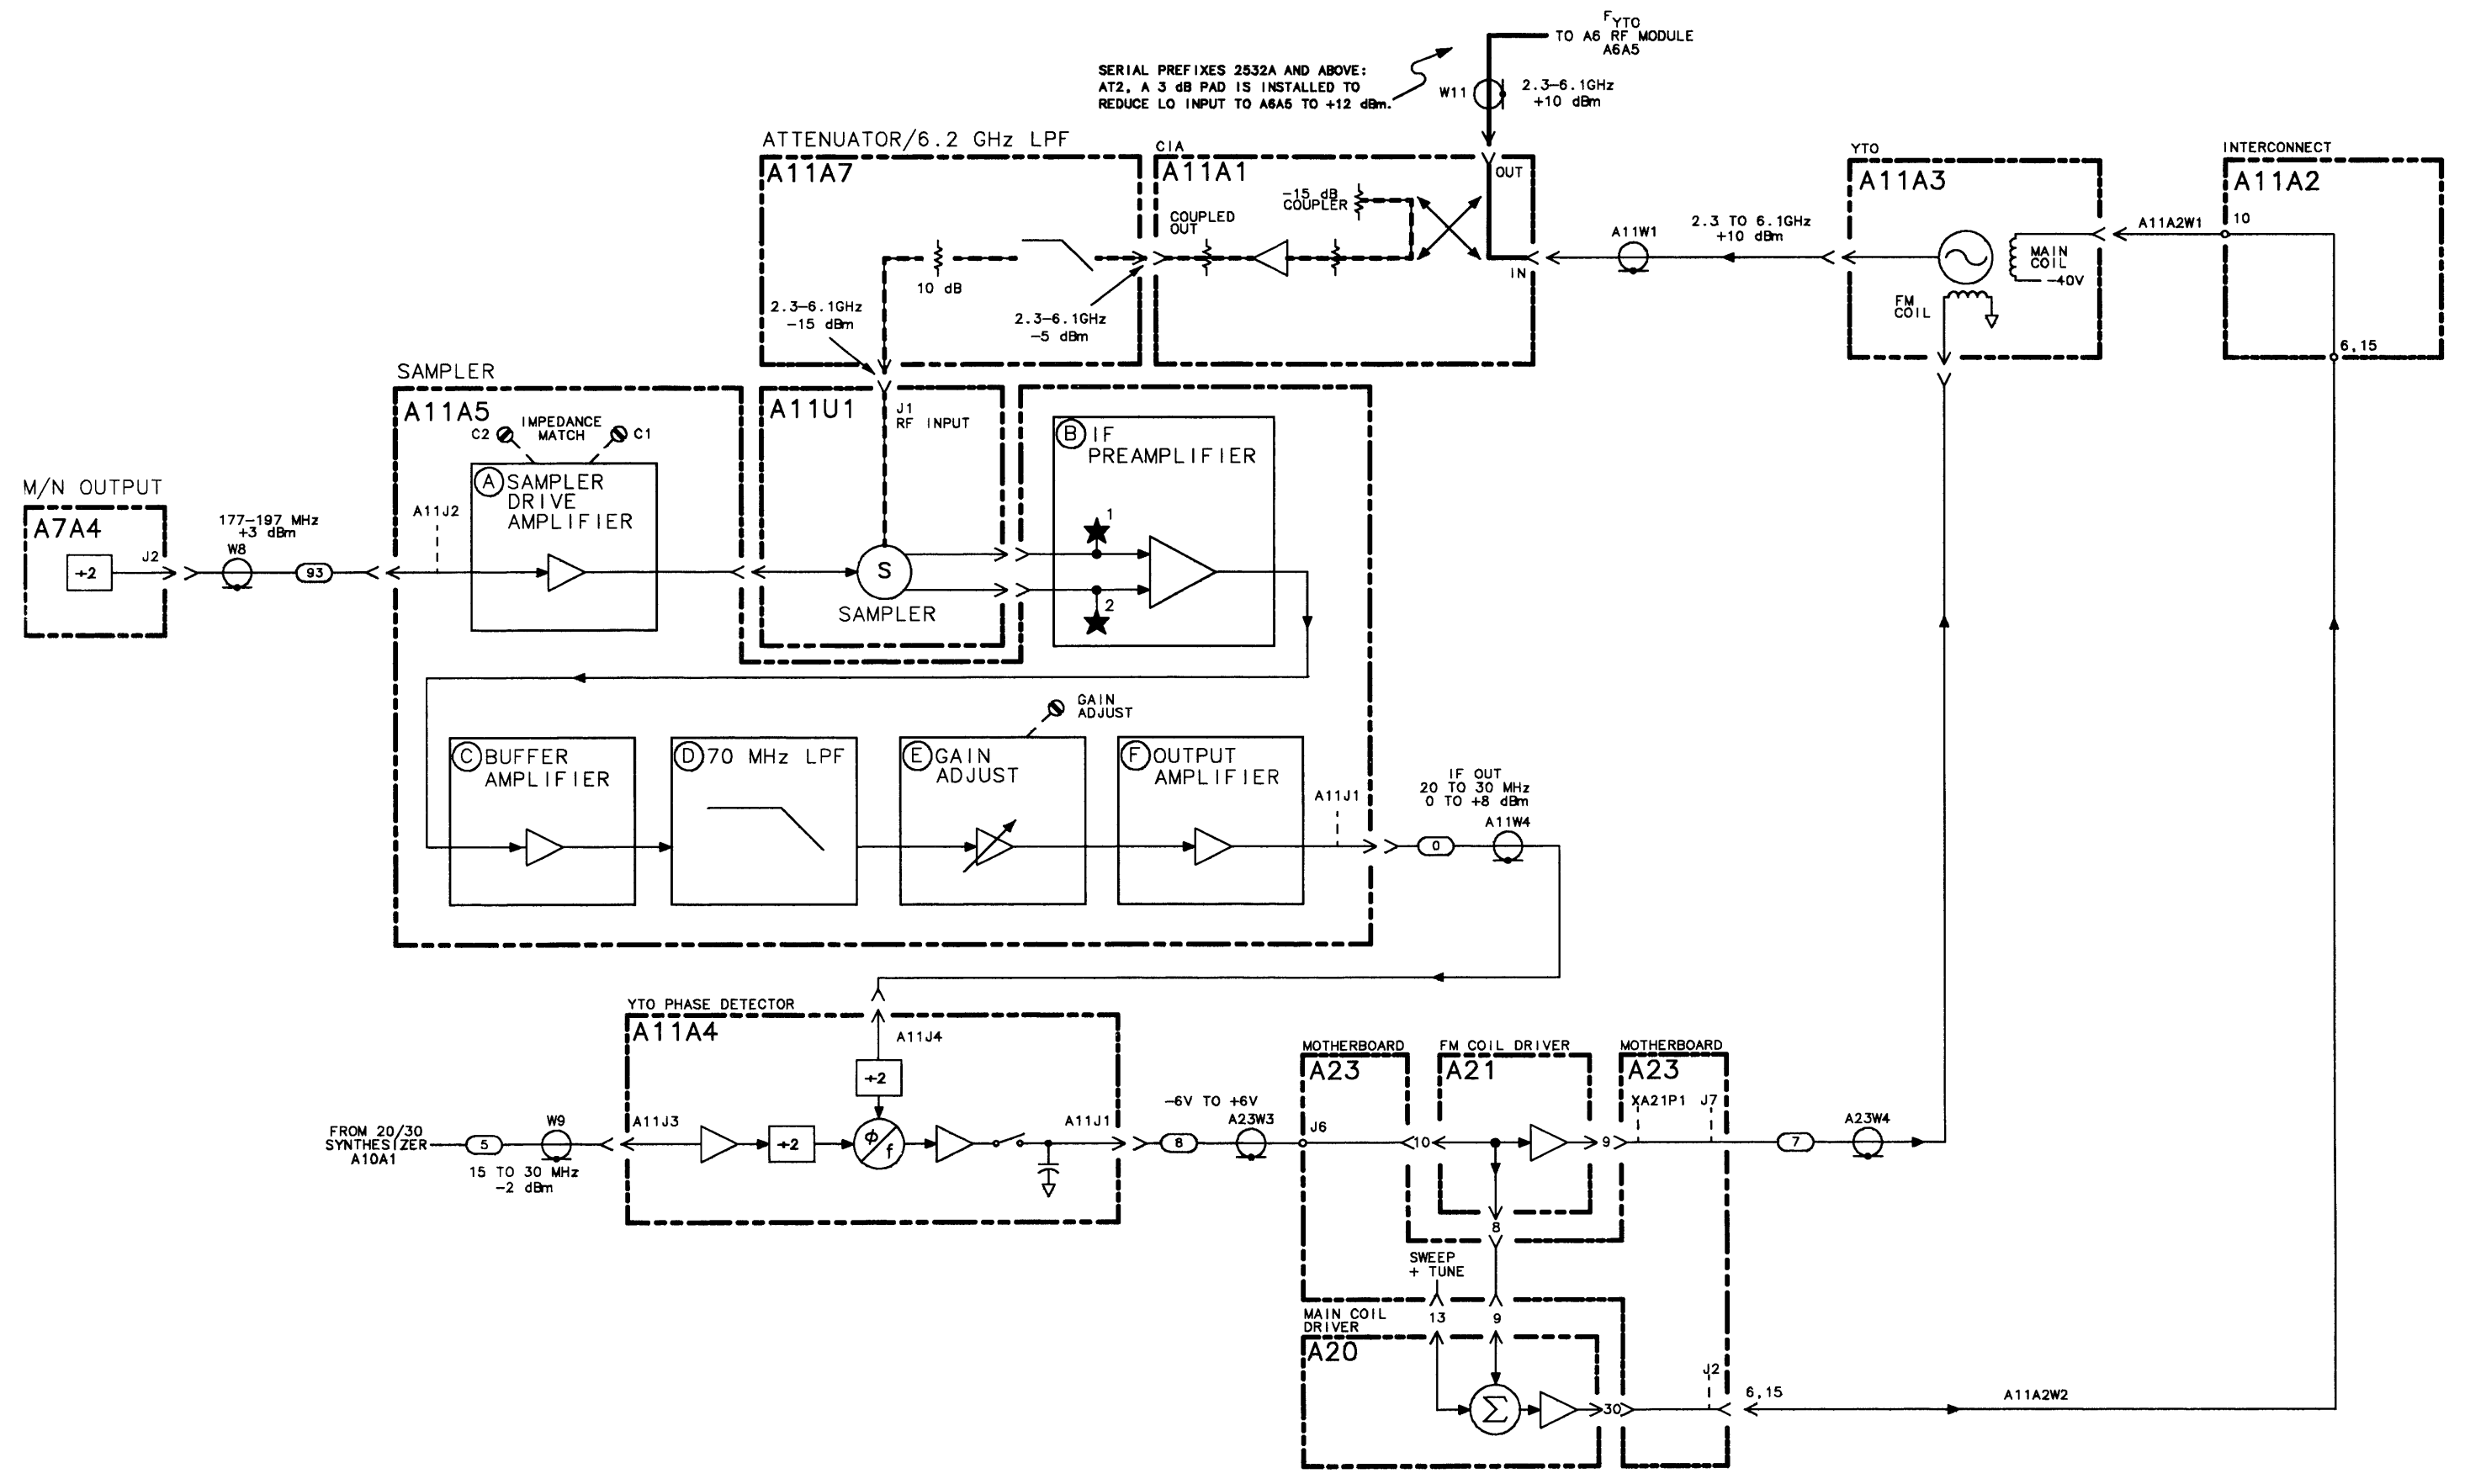 F YTO
TO A6 RF MODULE
A6A5
SERIAL PREFIXES 2532A AND ABOVE:
AT2, A 3 dB PAD IS INSTALLED TO
REDUCE LO INPUT TO A6A5 TO +12 dBm.
W11
2.3-6.1GHz
+10 dBm
ATTENUATOR/6.2 GHz LPF
A11A7
10 dB
2.3-6.1GHz
-15 dBm
2.3-6.1GHz
-5 dBm
CIA
A11A1
OUT
-15 dB
COUPLER
COUPLED
OUT
IN
A11W1
2.3 TO 6.1GHz
+10 dBm
YTO
A11A3
MAIN
COIL
-40V
FM
COIL
A11A2W1
INTERCONNECT
A11A2
10
6,15
SAMPLER
A11A5
C2
IMPEDANCE
MATCH
C1
A SAMPLER
DRIVE
AMPLIFIER
A11U1
J1
RF INPUT
S
SAMPLER
B IF
PREAMPLIFIER
1
2
M/N OUTPUT
A7A4
÷2
J2
177-197 MHz
+3 dBm
W8
93
A11J2
GAIN
ADJUST
C BUFFER
AMPLIFIER
D 70 MHz LPF
E GAIN
ADJUST
F OUTPUT
AMPLIFIER
A11J1
IF OUT
20 TO 30 MHz
0 TO +8 dBm
0
A11W4
YTO PHASE DETECTOR
A11A4
A11J4
÷2
FROM 20/30
SYNTHESIZER
A10A1
5
W9
15 TO 30 MHz
-2 dBm
A11J3
÷2
ϕ/f
A11J1
-6V TO +6V
8
A23W3
MOTHERBOARD
A23
J6
10
FM COIL DRIVER
A21
9
8
MOTHERBOARD
A23
XA21P1
J7
7
A23W4
SWEEP
+ TUNE
13
9
MAIN COIL
DRIVER
A20
Σ
30
J2
6,15
A11A2W2